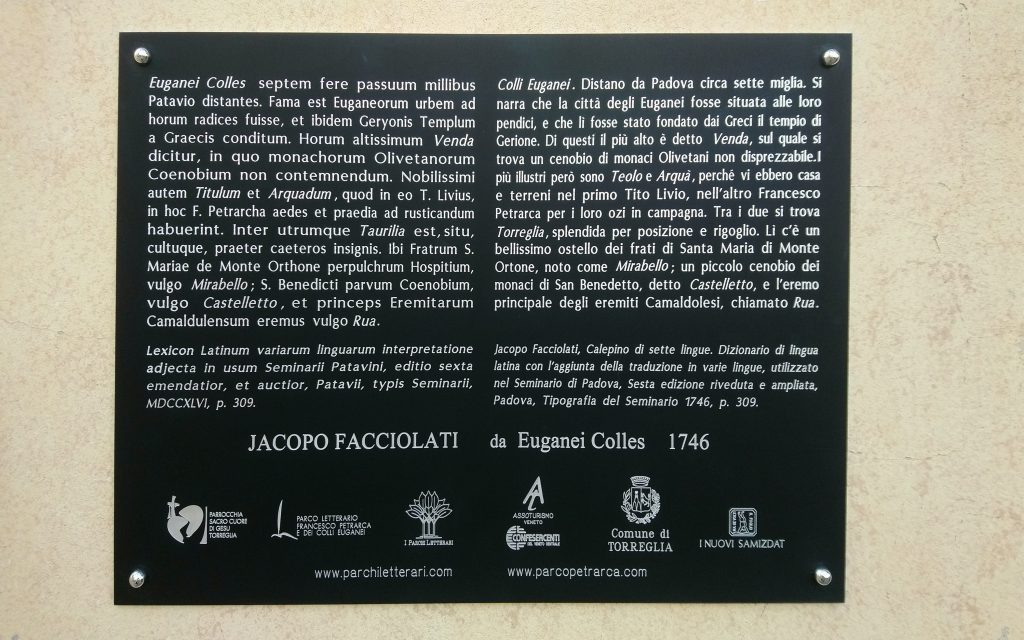 Euganei Colles septem fere passuum millibus
Patavio distantes. Fama est Euganeorum urbem ad
horum radices fuisse, et ibidem Geryonis Templum
a Graecis conditum. Horum altissimum Venda
dicitur, in quo monachorum Olivetanorum
Coenobium non contemnendum. Nobilissimi
autem Titulum et Arquadum, quod in eo T. Livius,
in hoc F. Petrarcha aedes et praedia ad rusticandum
habuerint. Inter utrumque Taurilia est, situ,
cultuque, praeter caeteros insignis. Ibi Fratrum S.
Mariae de Monte Orthone perpulchrum Hospitium,
vulgo Mirabello; S. Benedicti parvum Coenobium,
vulgo Castelletto, et princeps Eremitarum
Camaldulensum eremus vulgo Rua.
Lexicon Latinum variarum linguarum interpretatione
adjecta in usum Seminarii Patavini, editio sexta
emendatior, et auctior, Patavii, typis Seminarii,
MDCCXLVI, p. 309.
Colli Euganei. Distano da Padova circa sette miglia. Si
narra che la città degli Euganei fosse situata alle loro
pendici, e che lì fosse stato fondato dai Greci il tempio di
Gerione. Di questi il più alto è detto Venda, sul quale si
trova un cenobio di monaci Olivetani non disprezzabile.I
più illustri però sono Teolo e Arquà, perché vi ebbero casa
e terreni nel primo Tito Livio, nell'altro Francesco
Petrarca per i loro ozi in campagna. Tra i due si trova
Torreglia, splendida per posizione e rigoglio. Lì c'è un
bellissimo ostello dei frati di Santa Maria di Monte
Ortone, noto come Mirabello; un piccolo cenobio dei
monaci di San Benedetto, detto Castelletto, e l'eremo
principale degli eremiti Camaldolesi, chiamato Rua.
Jacopo Facciolati, Calepino di sette lingue. Dizionario di lingua
latina con l'aggiunta della traduzione in varie lingue, utilizzato
nel Seminario di Padova, Sesta edizione riveduta e ampliata,
Padova, Tipografia del Seminario 1746, p. 309.
JACOPO FACCIOLATI da Euganei Colles 1746
PARROCCHIA
SACRO CUORE
DI GESU
TORREGLIA
PARCO LETTERARIO
FRANCESCO PETRARCA
E DEI COLLI EUGANEI
I PARCHI LETTERARI
ASSOTURISMO
VENETO
CONFESERCENTI
DEL VENETO CENTRALE
Comune di
TORREGLIA
I NUOVI SAMIZDAT
www.parchiletterari.com
www.parcopetrarca.com